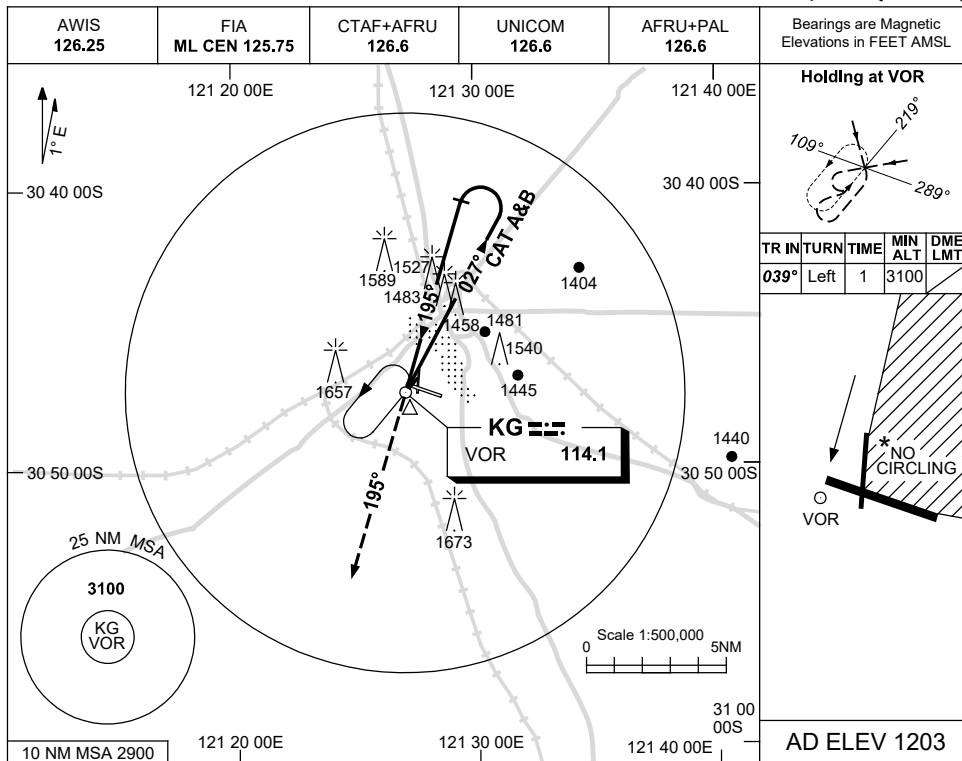 AWIS
126.25
FIA
ML CEN 125.75
CTAF+AFRU
126.6
UNICOM
126.6
AFRU+PAL
126.6
Bearings are Magnetic
Elevations in FEET AMSL
121 20 00E
121 30 00E
121 40 00E
1° E
30 40 00S
30 40 00S
CAT A&B
027°
195°
1589
1527
1483
1458
1404
1481
1540
1445
1657
KG
VOR 114.1
1440
30 50 00S
30 50 00S
195°
1673
25 NM MSA
3100
KG
VOR
Scale 1:500,000
0 5NM
31 00
00S
121 20 00E
121 30 00E
121 40 00E
10 NM MSA 2900
Holding at VOR
219°
109°
289°
TR IN TURN TIME MIN ALT DME LMT
039° Left 1 3100
*NO
CIRCLING
VOR
AD ELEV 1203